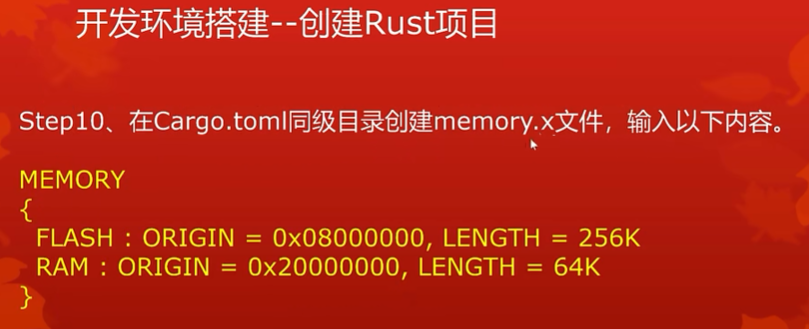 开发环境搭建--创建Rust项目
Step10、在Cargo.toml同级目录创建memory.x文件，输入以下内容。
MEMORY
{
FLASH : ORIGIN = 0x08000000, LENGTH = 256K
RAM : ORIGIN = 0x20000000, LENGTH = 64K
}